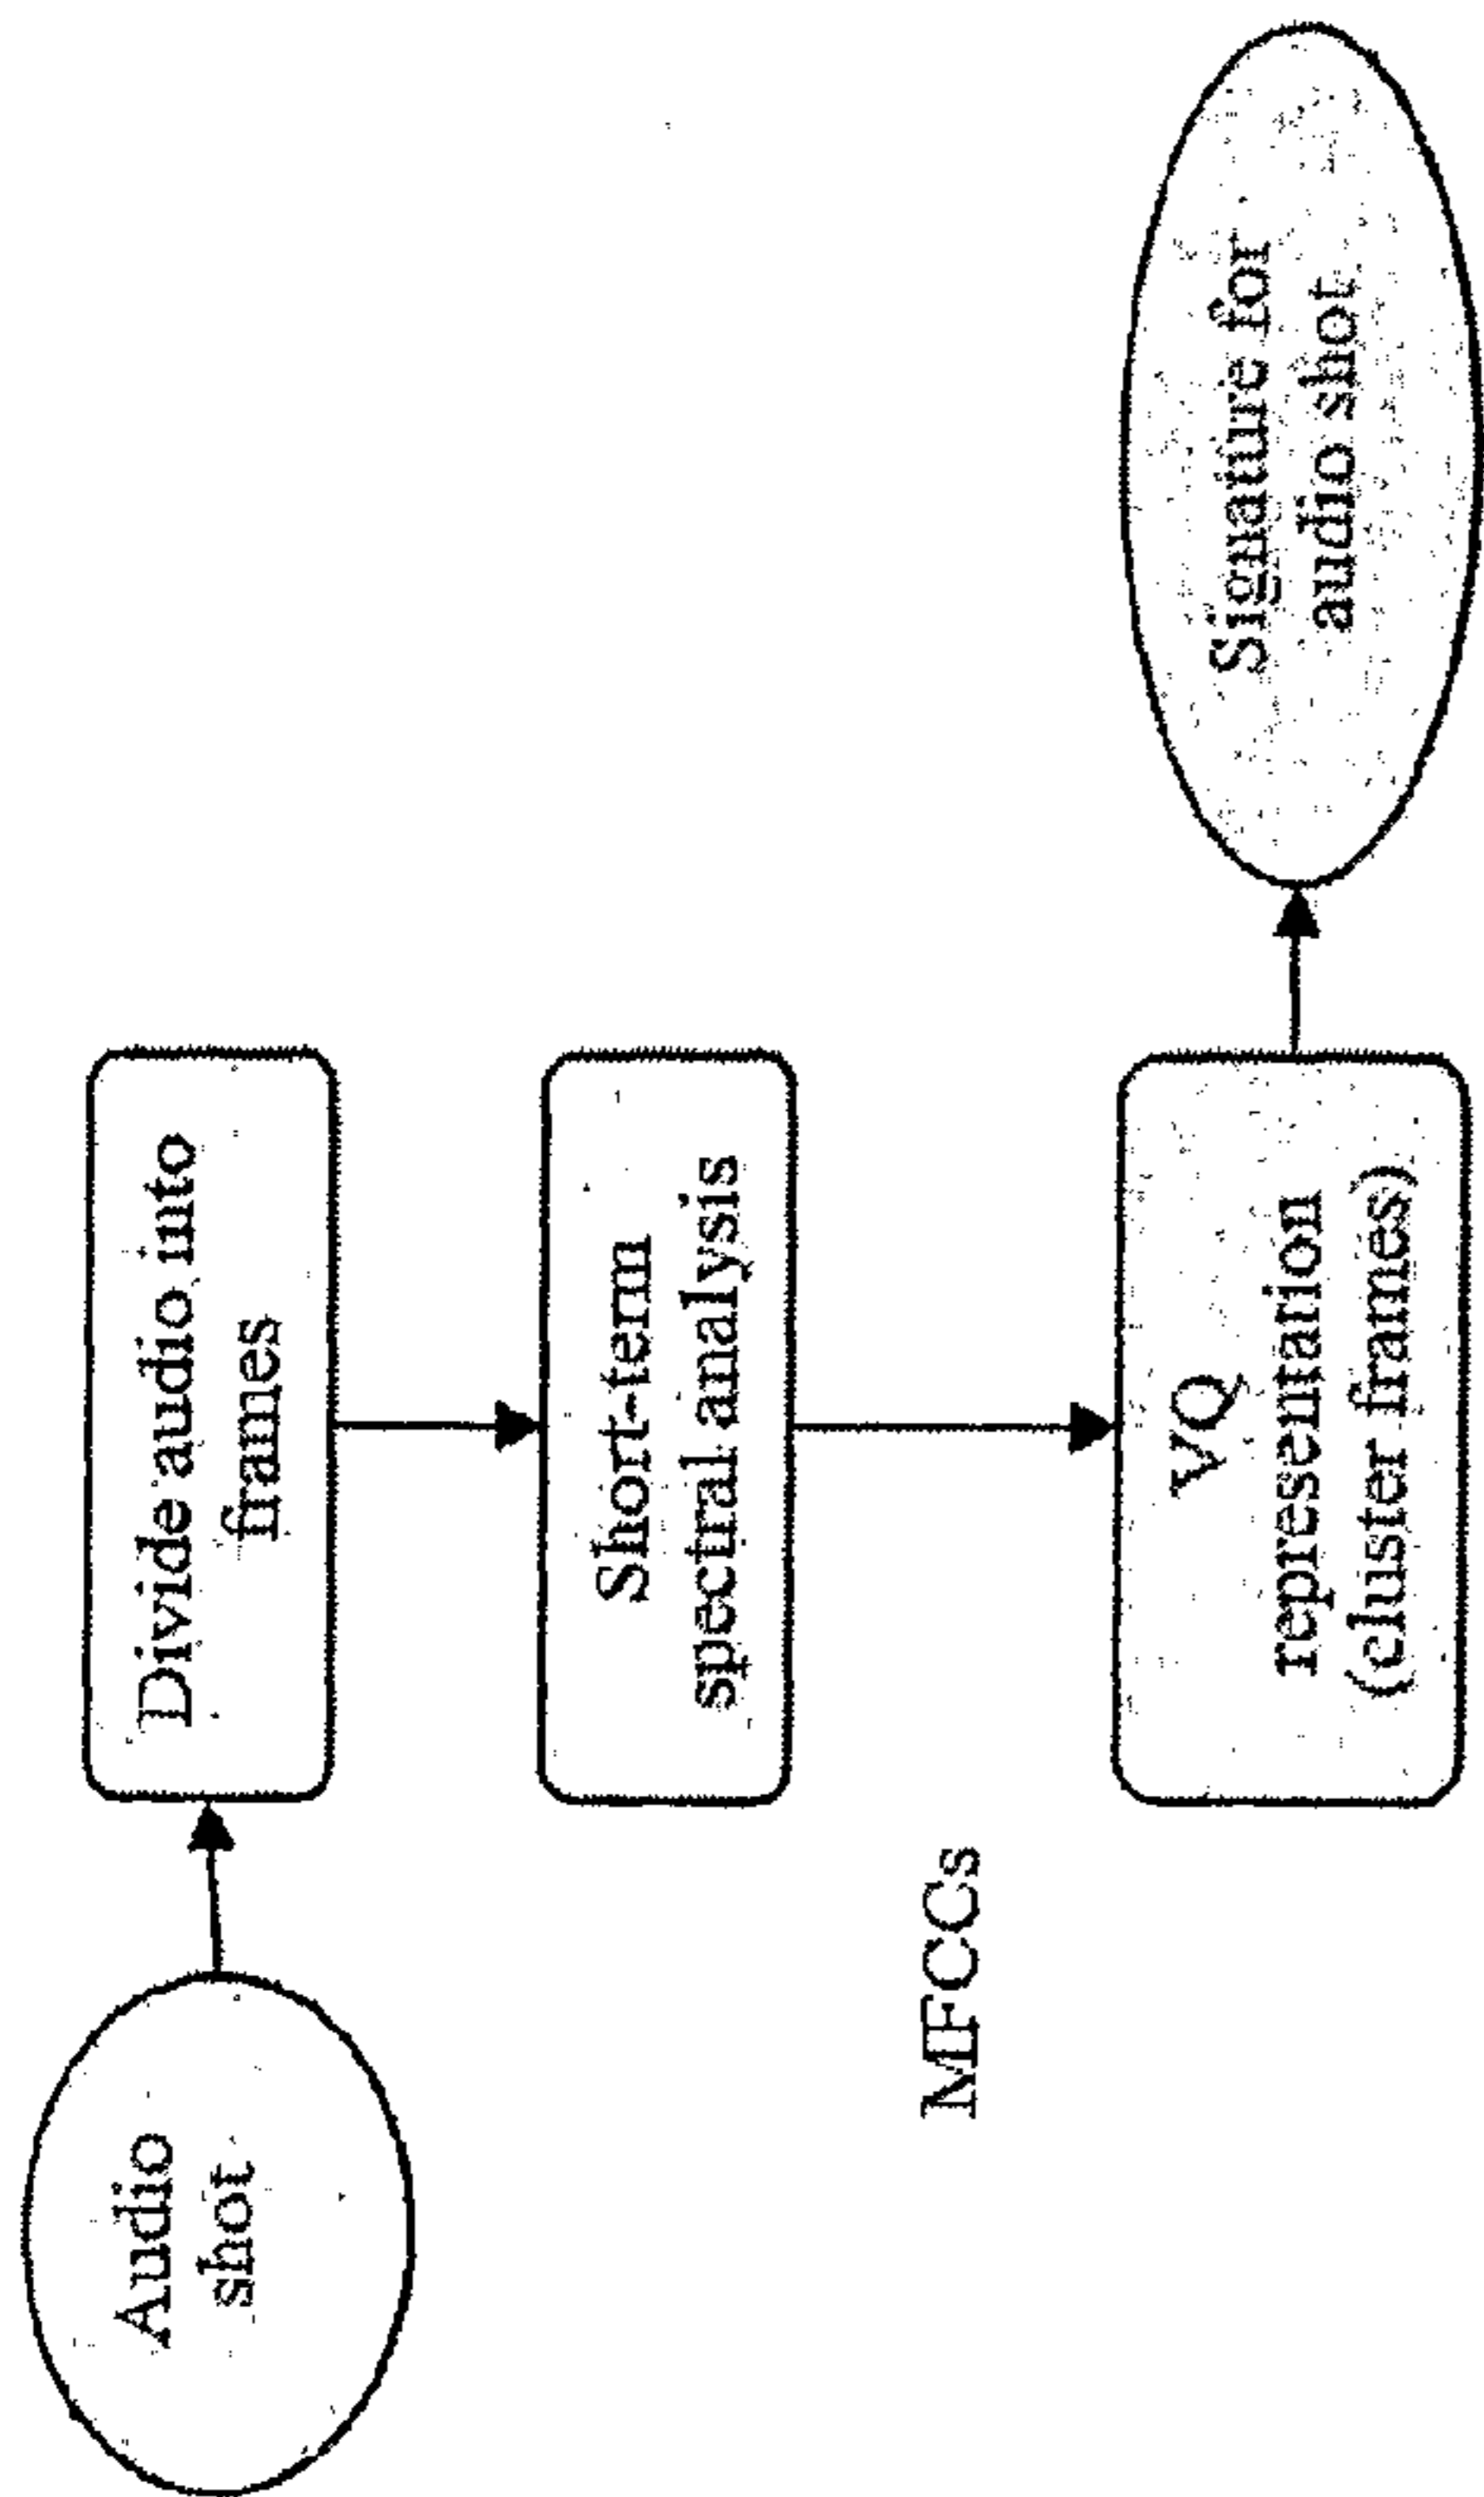 Audio
shot
Divide audio into
frames
Short-term
spectral analysis
MFCCs
VQ
representation
(cluster frames)
Signature for
audio shot